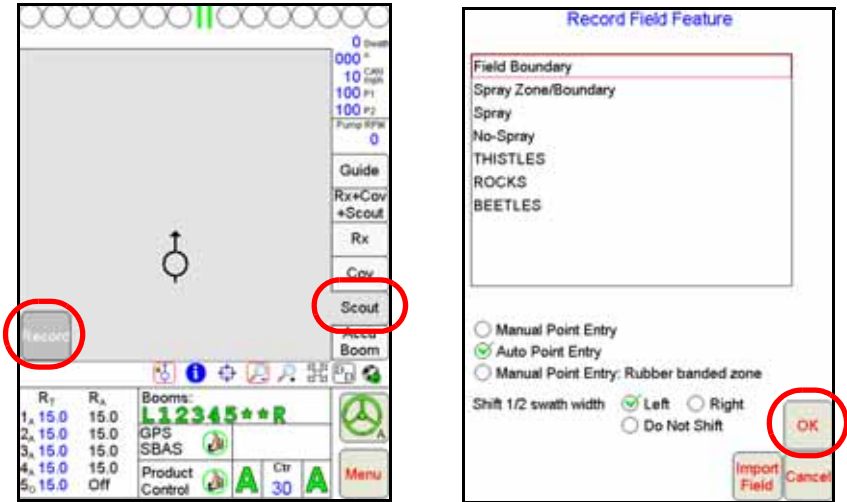 0 Swath
000 °
10 CAN mph
100 P1
100 P2
Pump RPM
0
Guide
Rx+Cov
+Scout
Rx
Cov
Scout
Record
Accu
Boom
RT RA
1A 15.0 15.0
2A 15.0 15.0
3A 15.0 15.0
4A 15.0 15.0
5O 15.0 Off
Booms:
L12345**R
GPS
SBAS
Product
Control
A
Ctr
30
A
A
Menu
Record Field Feature
Field Boundary
Spray Zone/Boundary
Spray
No-Spray
THISTLES
ROCKS
BEETLES
Manual Point Entry
Auto Point Entry
Manual Point Entry: Rubber banded zone
Shift 1/2 swath width Left Right
Do Not Shift
OK
Import
Field
Cancel